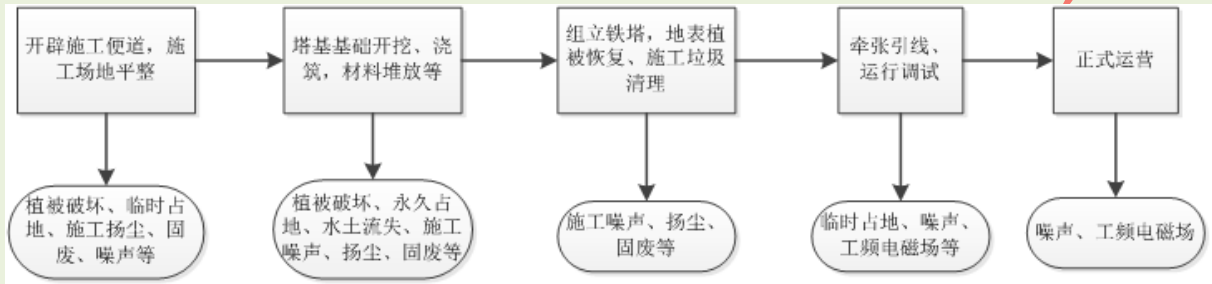 开辟施工便道，施
工场地平整
塔基基础开挖、浇
筑，材料堆放等
组立铁塔，地表植
被恢复、施工垃圾
清理
牵张引线、
运行调试
正式运营
植被破坏、临时占
地、施工扬尘、固
废、噪声等
植被破坏、永久占
地、水土流失、施工
噪声、扬尘、固废等
施工噪声、扬尘、
固废等
临时占地、噪声、
工频电磁场等
噪声、工频电磁场